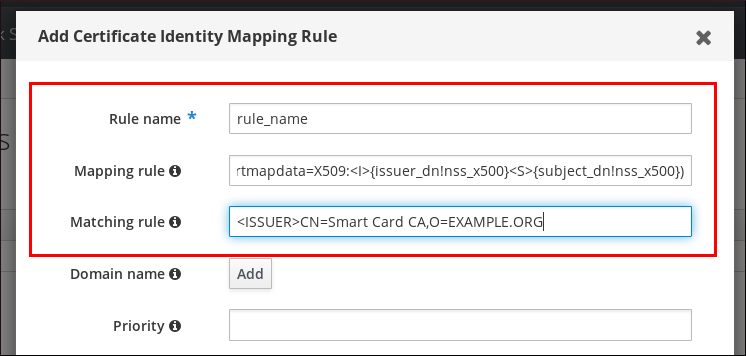 Add Certificate Identity Mapping Rule
Rule name *
rule_name
Mapping rule
rtmapdata=X509:<I>{issuer_dn!nss_x500}<S>{subject_dn!nss_x500})
Matching rule
<ISSUER>CN=Smart Card CA,O=EXAMPLE.ORG
Domain name
Add
Priority